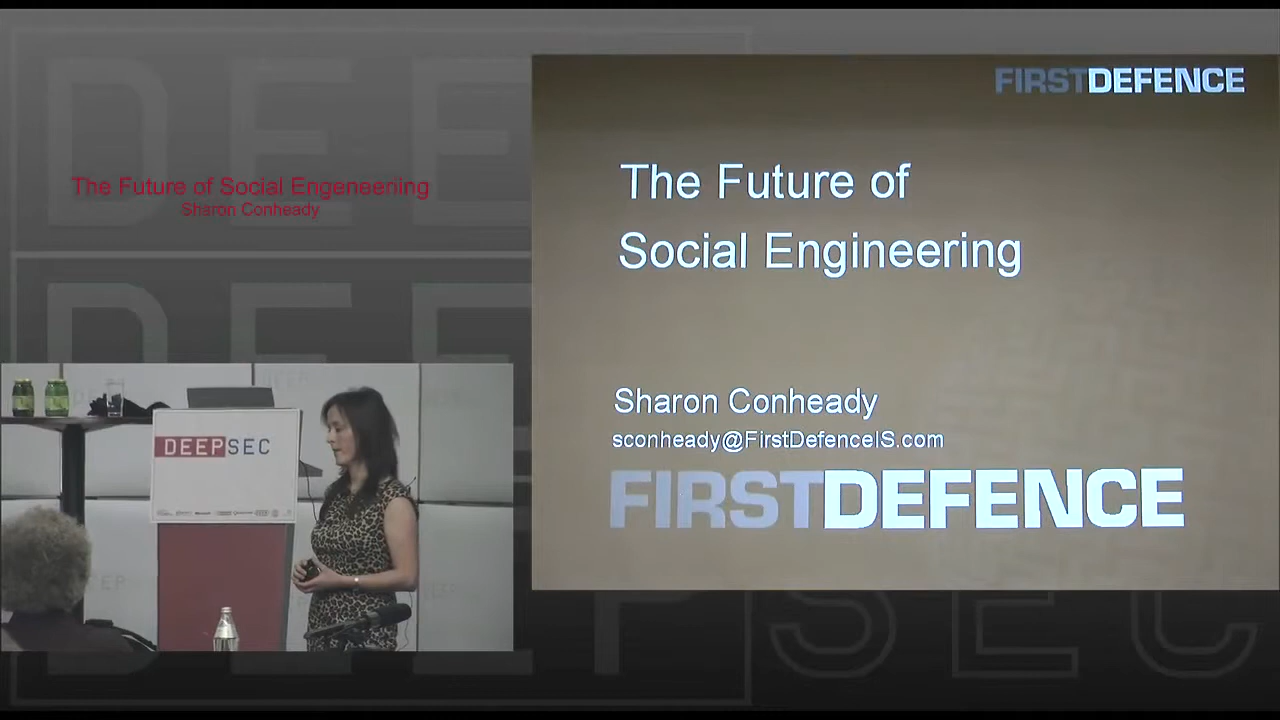 The Future of Social Engeneering
Sharon Conheady
FIRSTDEFENCE
The Future of
Social Engineering
Sharon Conheady
sconheady@FirstDefenceIS.com
FIRSTDEFENCE
DEEPSEC